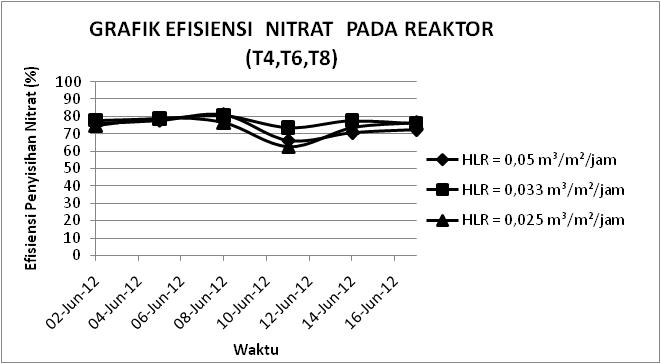 GRAFIK EFISIENSI NITRAT PADA REAKTOR
(T4,T6,T8)
Efisiensi Penyisihan Nitrat (%)
100
90
80
70
60
50
40
30
20
10
0
02-Jun-12
04-Jun-12
06-Jun-12
08-Jun-12
10-Jun-12
12-Jun-12
14-Jun-12
16-Jun-12
Waktu
HLR = 0,05 m³/m²/jam
HLR = 0,033 m³/m²/jam
HLR = 0,025 m³/m²/jam